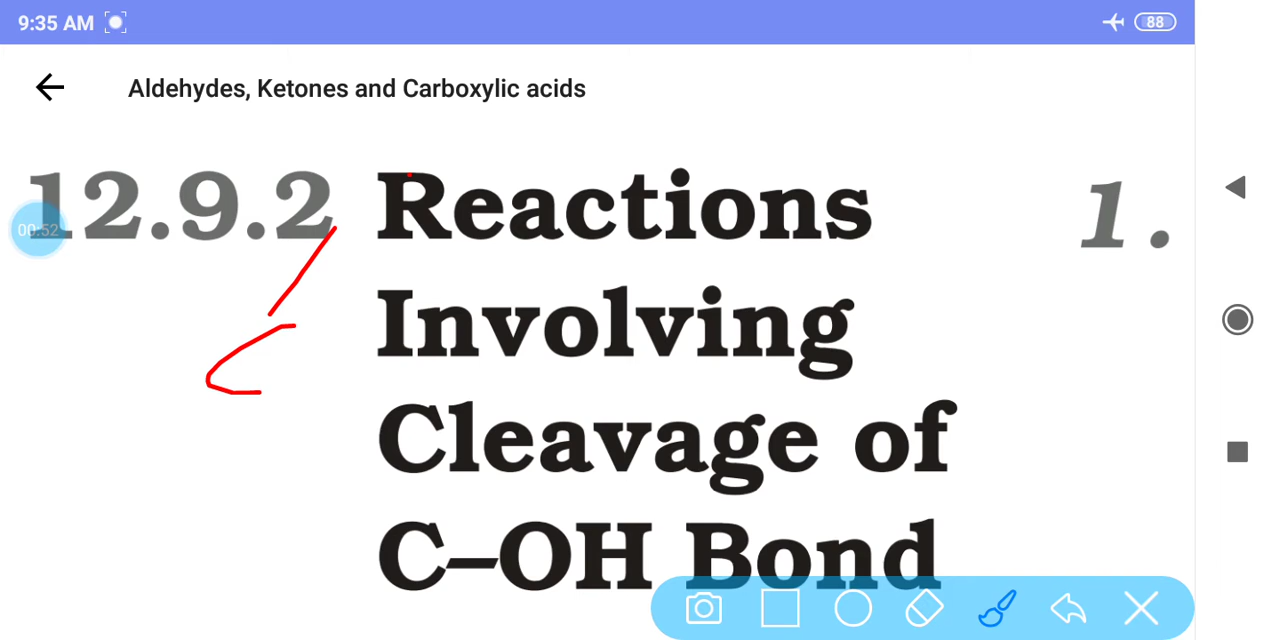 9:35 AM
88
Aldehydes, Ketones and Carboxylic acids
12.9.2 Reactions 1.
00:52
Involving
Cleavage of
C–OH Bond